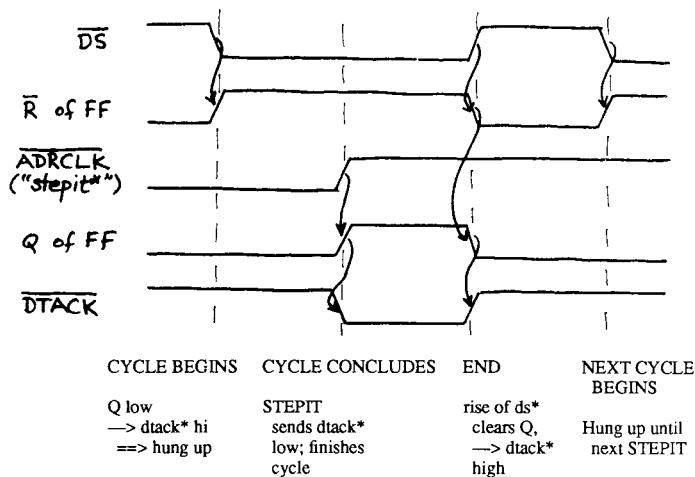 DS
R of FF
ADRCLK
("stepit*")
Q of FF
DTACK
CYCLE BEGINS
Q low
—> dtack* hi
==> hung up
CYCLE CONCLUDES
STEPIT
sends dtack*
low; finishes
cycle
END
rise of ds*
clears Q,
—> dtack*
high
NEXT CYCLE
BEGINS
Hung up until
next STEPIT